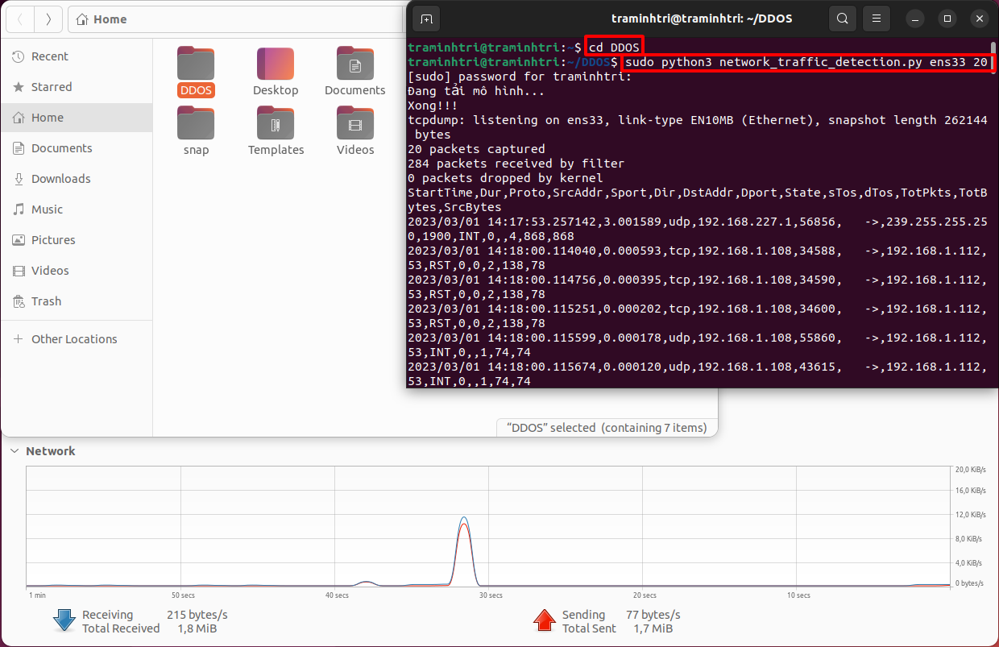 Home
Recent
Starred
Home
Documents
Downloads
Music
Pictures
Videos
Trash
Other Locations
DDOS
Desktop
Documents
snap
Templates
Videos
“DDOS” selected (containing 7 items)
traminhtri@traminhtri: ~/DDOS
traminhtri@traminhtri:~$ cd DDOS
traminhtri@traminhtri:~/DDOS$ sudo python3 network_traffic_detection.py ens33 20
[sudo] password for traminhtri:
Đang tải mô hình...
Xong!!!
tcpdump: listening on ens33, link-type EN10MB (Ethernet), snapshot length 262144
bytes
20 packets captured
284 packets received by filter
0 packets dropped by kernel
StartTime,Dur,Proto,SrcAddr,Sport,Dir,DstAddr,Dport,State,sTos,dTos,TotPkts,TotB
ytes,SrcBytes
2023/03/01 14:17:53.257142,3.001589,udp,192.168.227.1,56856,   ->,239.255.255.25
0,1900,INT,0,,4,868,868
2023/03/01 14:18:00.114040,0.000593,tcp,192.168.1.108,34588,   ->,192.168.1.112,
53,RST,0,0,2,138,78
2023/03/01 14:18:00.114756,0.000395,tcp,192.168.1.108,34590,   ->,192.168.1.112,
53,RST,0,0,2,138,78
2023/03/01 14:18:00.115251,0.000202,tcp,192.168.1.108,34600,   ->,192.168.1.112,
53,RST,0,0,2,138,78
2023/03/01 14:18:00.115599,0.000178,udp,192.168.1.108,55860,   ->,192.168.1.112,
53,INT,0,,1,74,74
2023/03/01 14:18:00.115674,0.000120,udp,192.168.1.108,43615,   ->,192.168.1.112,
53,INT,0,,1,74,74
Network
20,0 KiB/s
16,0 KiB/s
12,0 KiB/s
8,0 KiB/s
4,0 KiB/s
0 bytes/s
1 min 50 secs 40 secs 30 secs 20 secs 10 secs
Receiving 215 bytes/s
Total Received 1,8 MiB
Sending 77 bytes/s
Total Sent 1,7 MiB